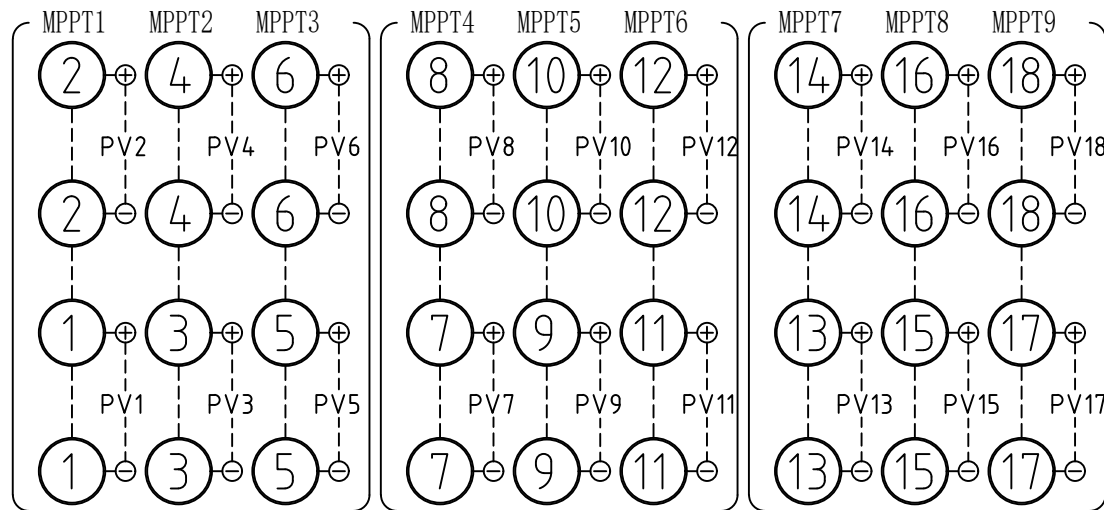 MPPT1 MPPT2 MPPT3 MPPT4 MPPT5 MPPT6 MPPT7 MPPT8 MPPT9
2 + 4 + 6 + 8 + 10 + 12 + 14 + 16 + 18 +
PV2 PV4 PV6 PV8 PV10 PV12 PV14 PV16 PV18
2 − 4 − 6 − 8 − 10 − 12 − 14 − 16 − 18 −
1 + 3 + 5 + 7 + 9 + 11 + 13 + 15 + 17 +
PV1 PV3 PV5 PV7 PV9 PV11 PV13 PV15 PV17
1 − 3 − 5 − 7 − 9 − 11 − 13 − 15 − 17 −